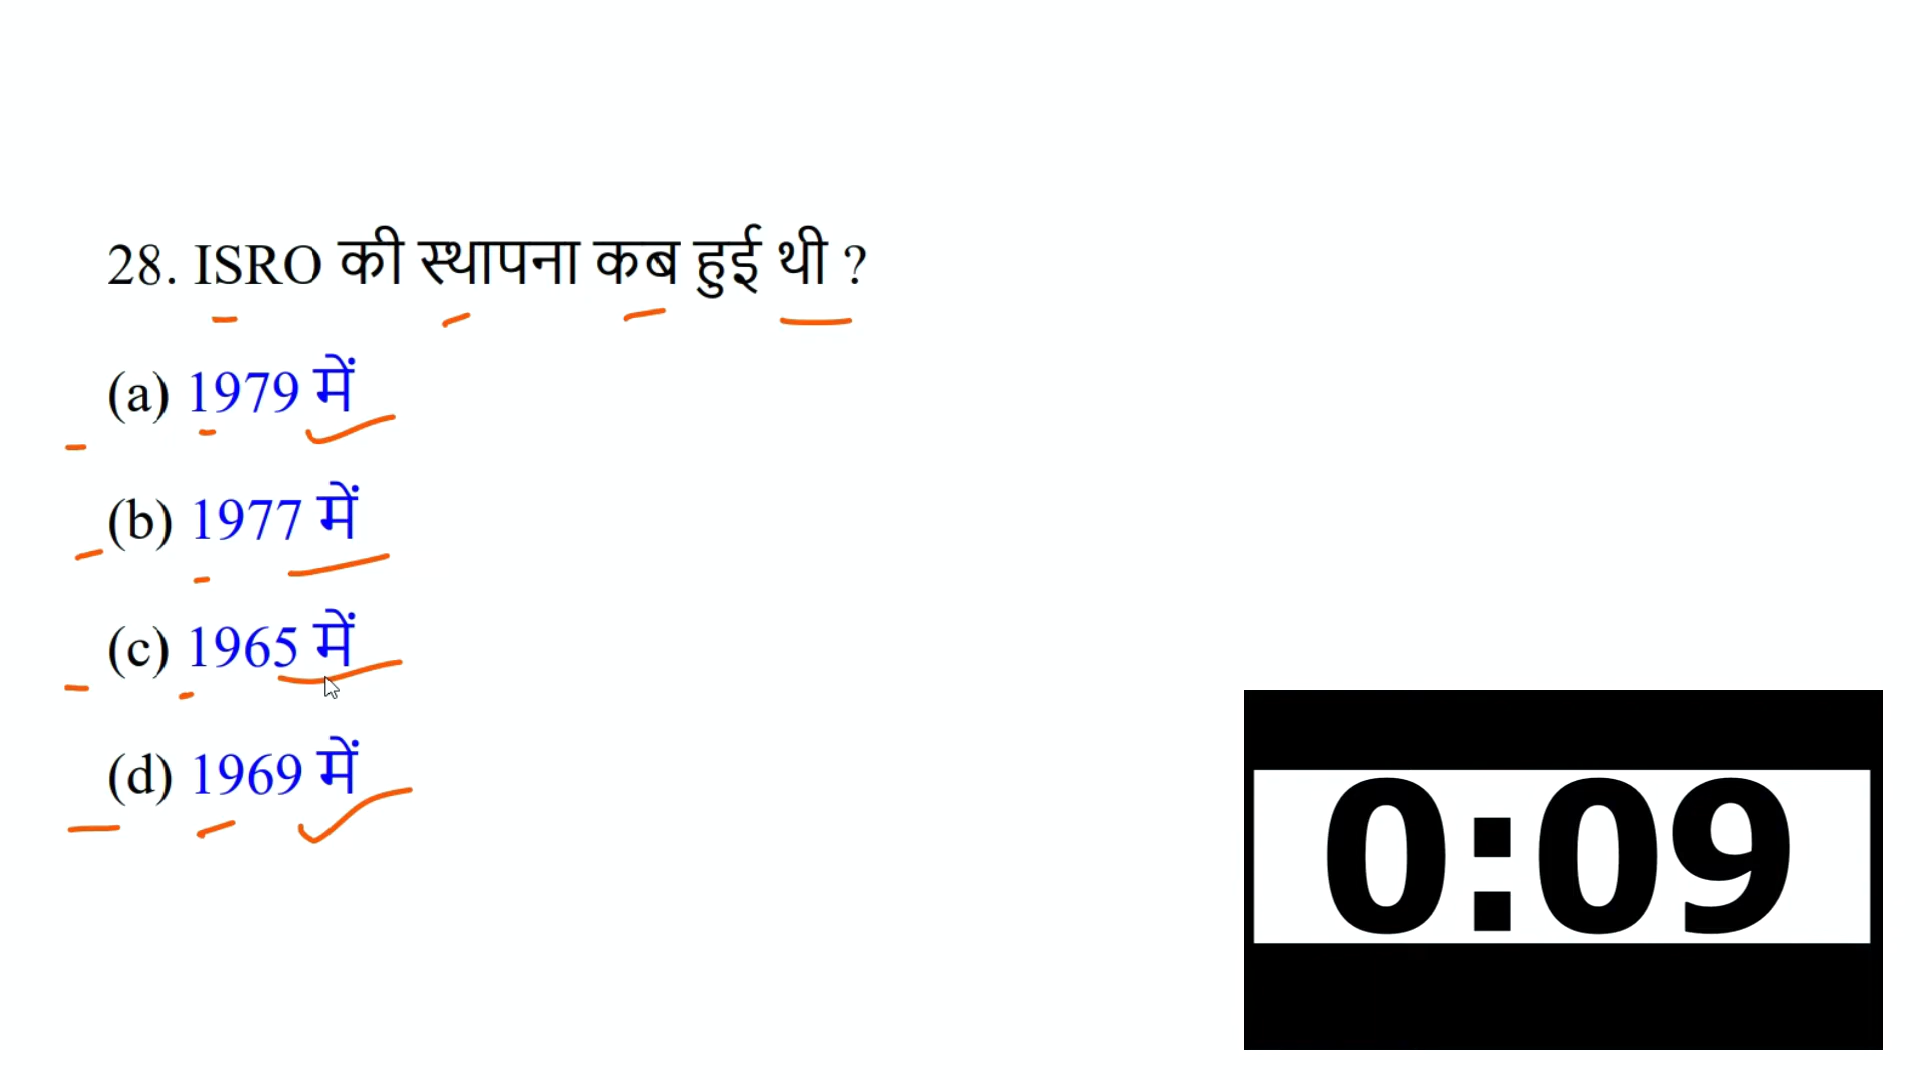 28. ISRO की स्थापना कब हुई थी ?
(a) 1979 में
(b) 1977 में
(c) 1965 में
(d) 1969 में
0:09